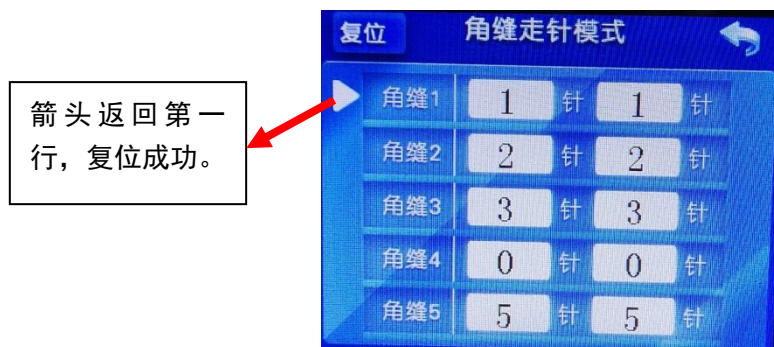 复位 角缝走针模式
箭头返回第一
行，复位成功。
角缝1 1 针 1 针
角缝2 2 针 2 针
角缝3 3 针 3 针
角缝4 0 针 0 针
角缝5 5 针 5 针